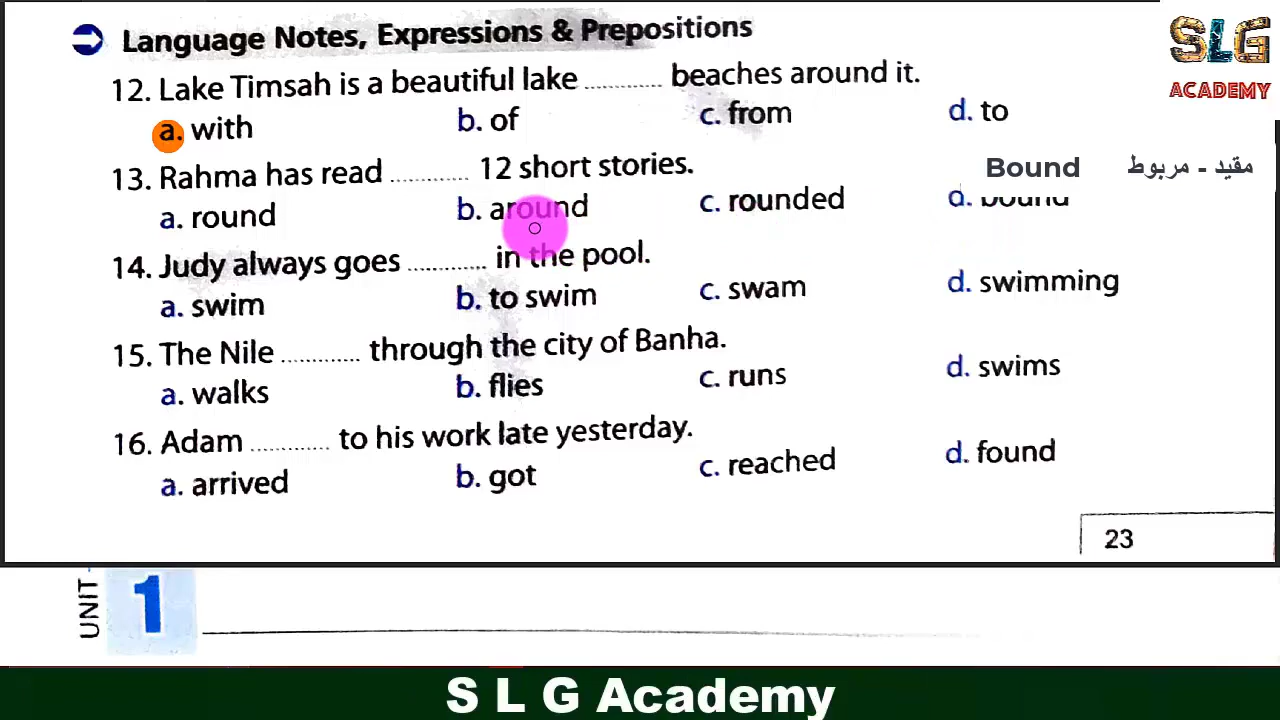 Language Notes, Expressions & Prepositions
SLG
ACADEMY
12. Lake Timsah is a beautiful lake ............ beaches around it.
a. with b. of c. from d. to
13. Rahma has read ............ 12 short stories.
Bound مقيد - مربوط
a. round b. around c. rounded d. bound
14. Judy always goes ............ in the pool.
a. swim b. to swim c. swam d. swimming
15. The Nile ............ through the city of Banha.
a. walks b. flies c. runs d. swims
16. Adam ............ to his work late yesterday.
a. arrived b. got c. reached d. found
23
UNIT 1
S L G Academy